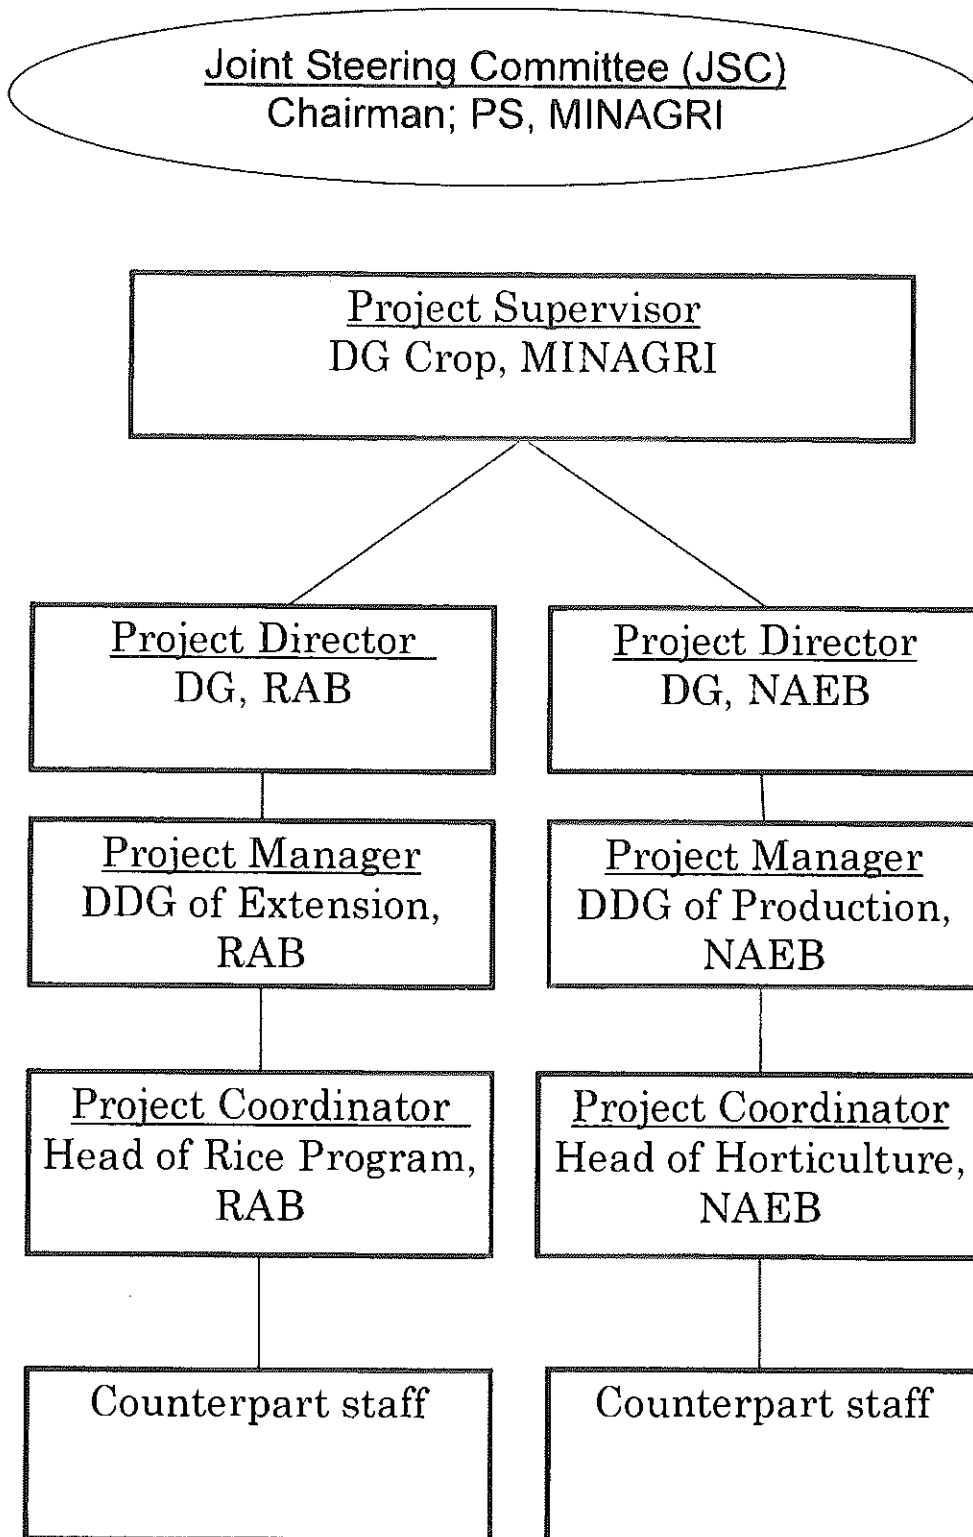 Joint Steering Committee (JSC)
Chairman; PS, MINAGRI
Project Supervisor
DG Crop, MINAGRI
Project Director
DG, RAB
Project Director
DG, NAEB
Project Manager
DDG of Extension,
RAB
Project Manager
DDG of Production,
NAEB
Project Coordinator
Head of Rice Program,
RAB
Project Coordinator
Head of Horticulture,
NAEB
Counterpart staff
Counterpart staff